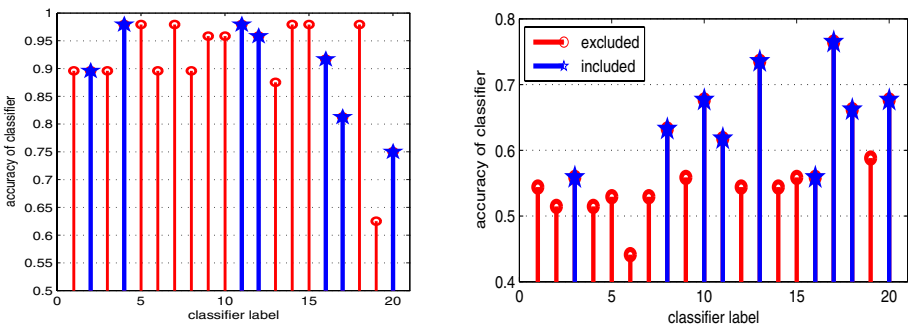 1
0.95
0.9
0.85
0.8
0.75
0.7
0.65
0.6
0.55
0.5
0 5 10 15 20
accuracy of classifier
classifier label
0.8
0.7
0.6
0.5
0.4
0 5 10 15 20
accuracy of classifier
classifier label
excluded
included